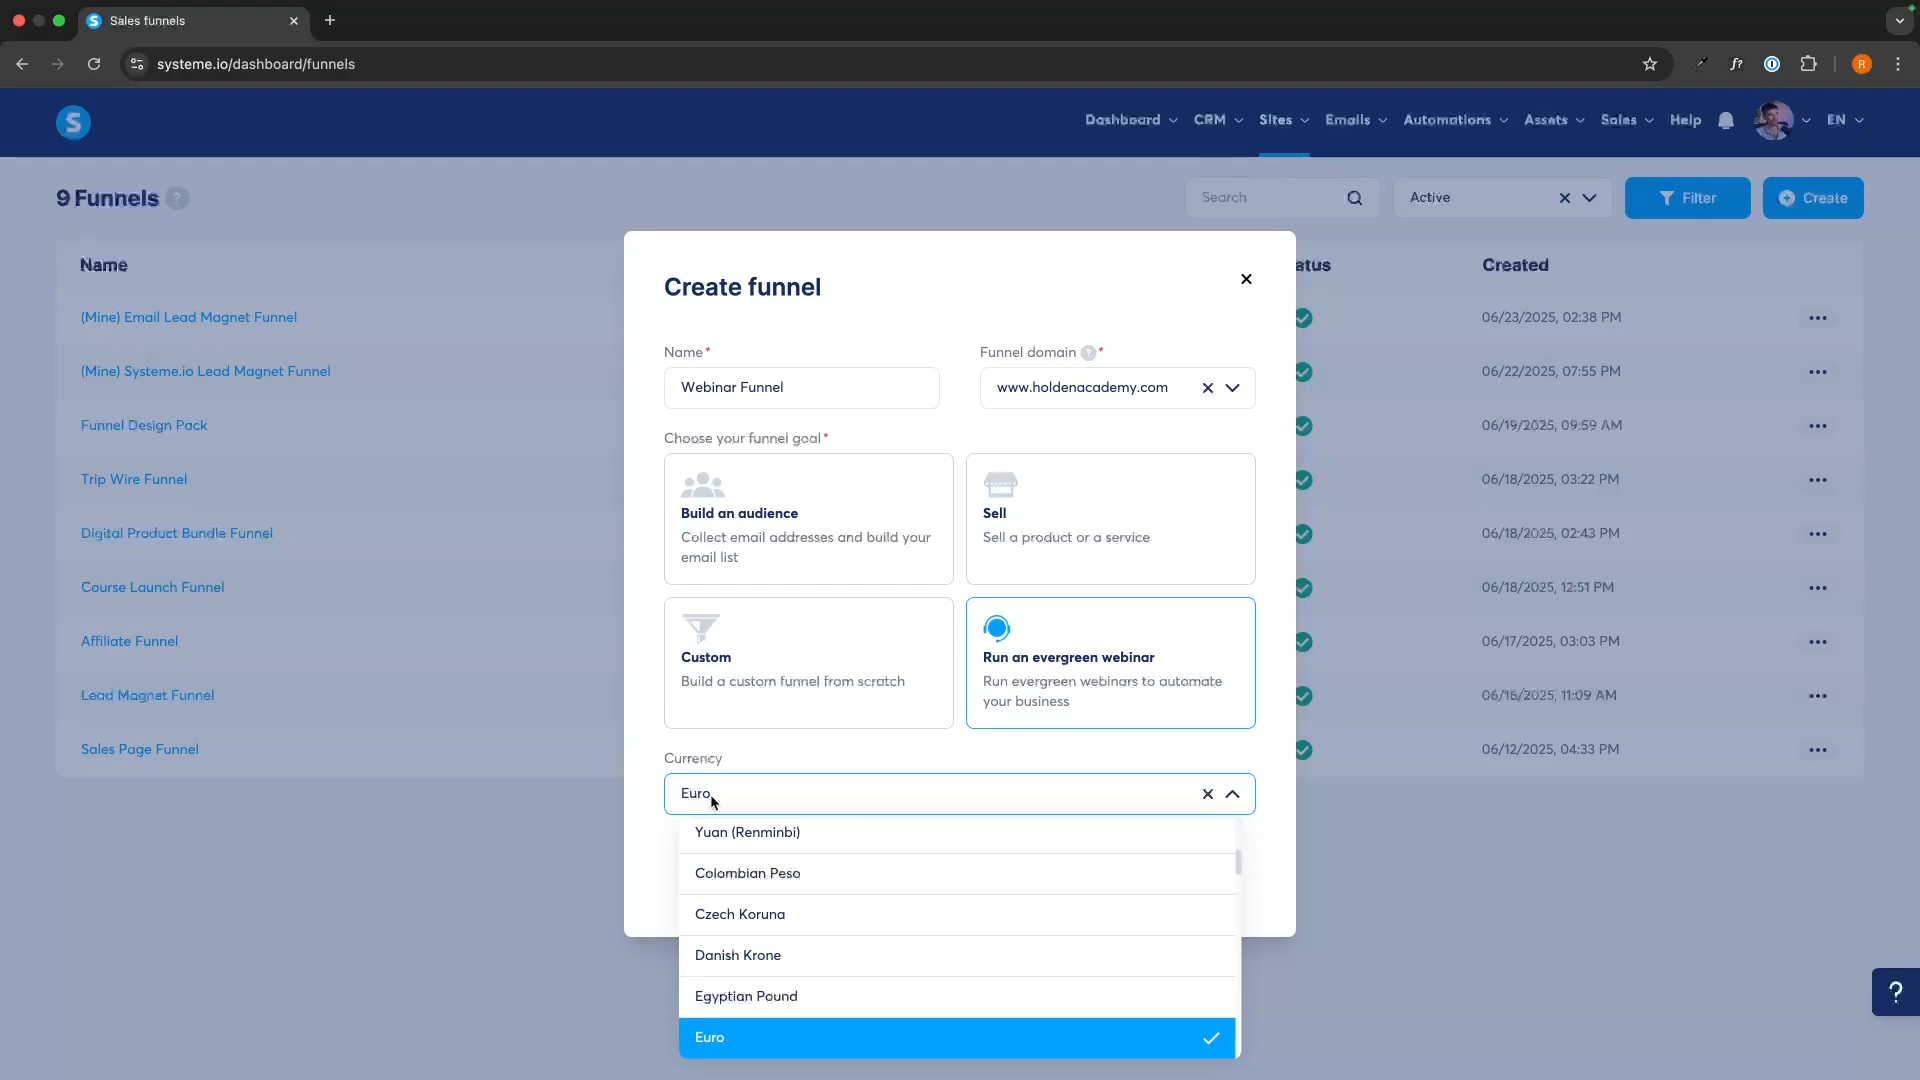 Sales funnels
systeme.io/dashboard/funnels
Dashboard CRM Sites Emails Automations Assets Sales Help EN
9 Funnels ? Search Active Filter Create
Name atus Created
(Mine) Email Lead Magnet Funnel 06/23/2025, 02:38 PM
(Mine) Systeme.io Lead Magnet Funnel 06/22/2025, 07:55 PM
Funnel Design Pack 06/19/2025, 09:59 AM
Trip Wire Funnel 06/18/2025, 03:22 PM
Digital Product Bundle Funnel 06/18/2025, 02:43 PM
Course Launch Funnel 06/18/2025, 12:51 PM
Affiliate Funnel 06/17/2025, 03:03 PM
Lead Magnet Funnel 06/16/2025, 11:09 AM
Sales Page Funnel 06/12/2025, 04:33 PM
Create funnel
Name* Funnel domain ? *
Webinar Funnel www.holdenacademy.com
Choose your funnel goal*
Build an audience
Collect email addresses and build your
email list
Sell
Sell a product or a service
Custom
Build a custom funnel from scratch
Run an evergreen webinar
Run evergreen webinars to automate
your business
Currency
Euro
Yuan (Renminbi)
Colombian Peso
Czech Koruna
Danish Krone
Egyptian Pound
Euro
?